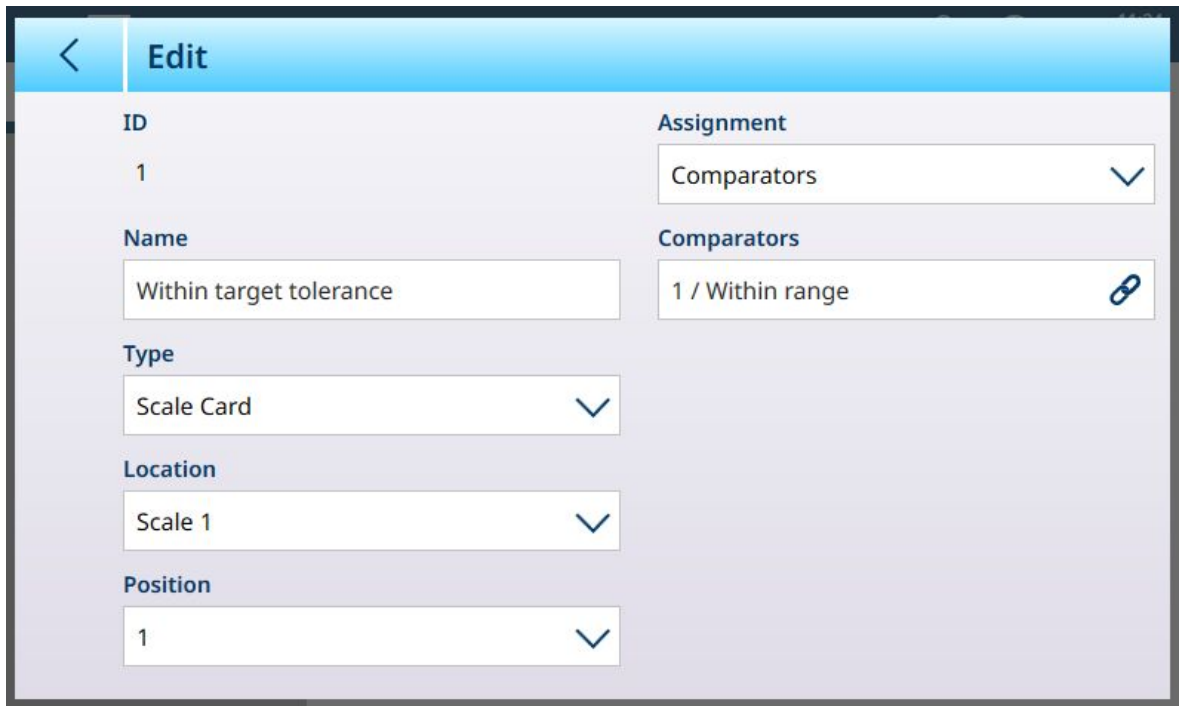 Edit
ID
1
Name
Within target tolerance
Type
Scale Card
Location
Scale 1
Position
1
Assignment
Comparators
Comparators
1 / Within range